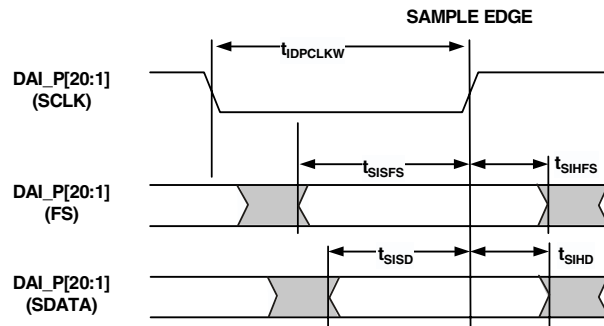 SAMPLE EDGE
tIDPCLKW
DAI_P[20:1]
(SCLK)
tSISFS
tSIHFS
DAI_P[20:1]
(FS)
tSISD
tSIHD
DAI_P[20:1]
(SDATA)